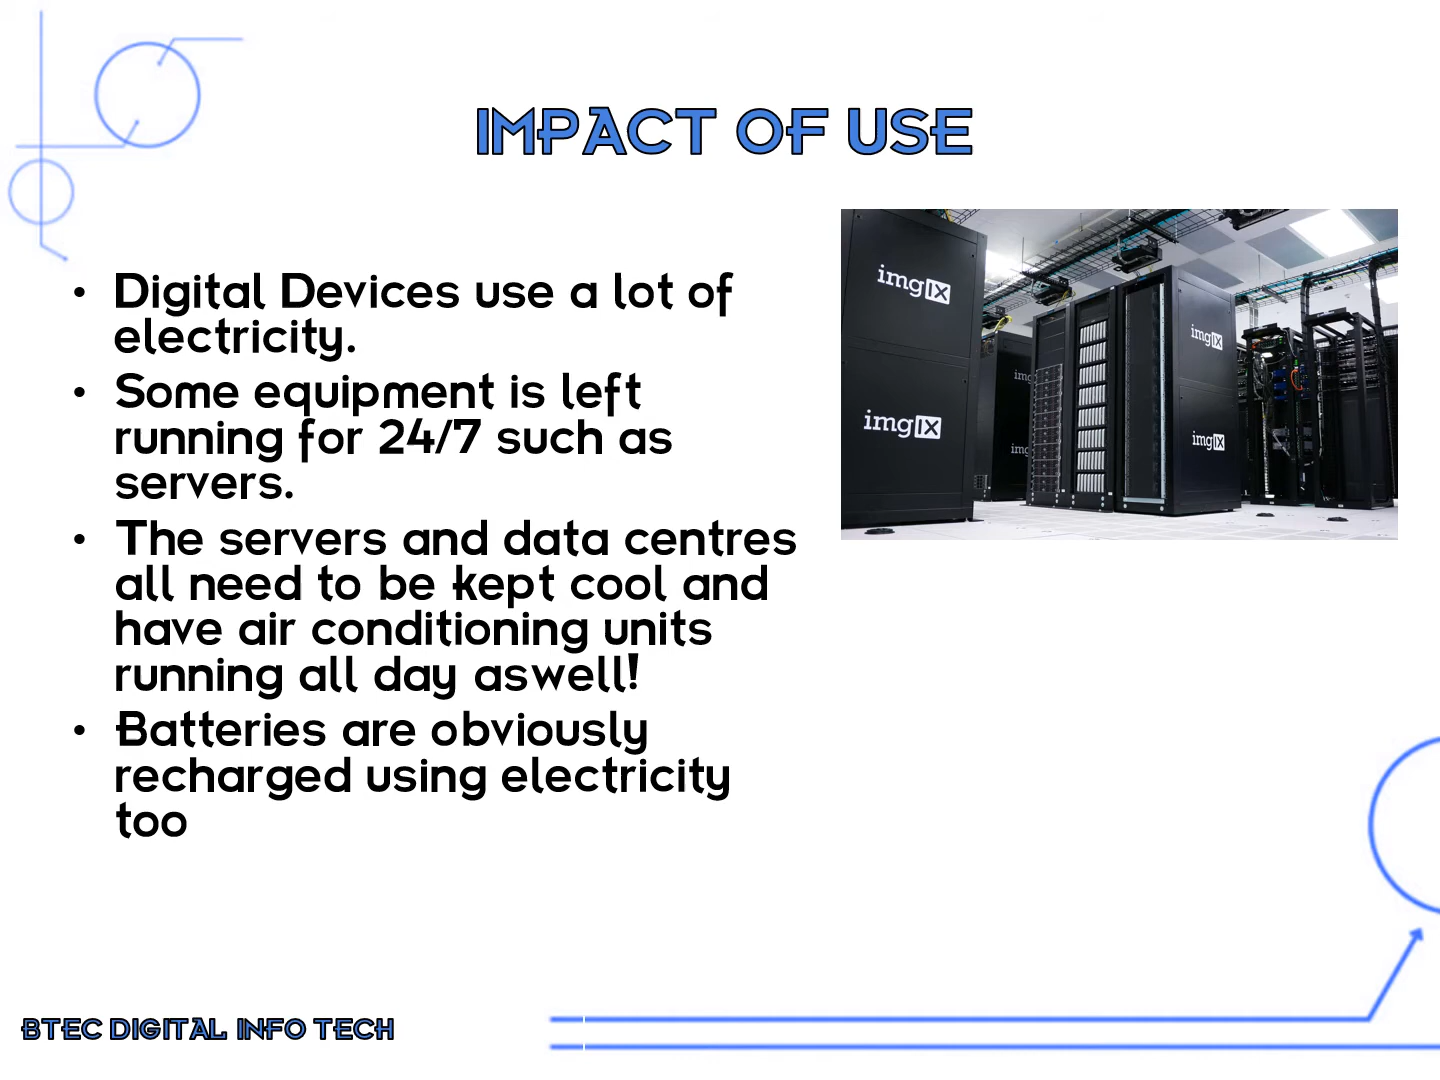 IMPACT OF USE
• Digital Devices use a lot of
electricity.
• Some equipment is left
running for 24/7 such as
servers.
• The servers and data centres
all need to be kept cool and
have air conditioning units
running all day aswell!
• Batteries are obviously
recharged using electricity
too
imgIX
imgIX
imgIX
imgIX
img
img
BTEC DIGITAL INFO TECH